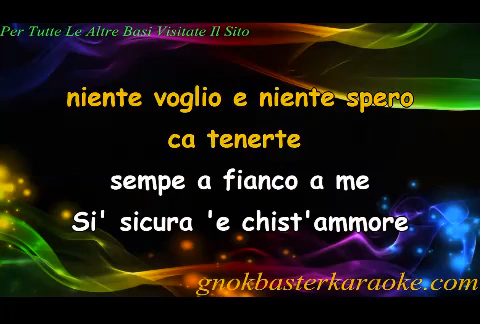 Per Tutte Le Altre Basi Visitate Il Sito
niente voglio e niente spero
ca tenerte
sempe a fianco a me
Si' sicura 'e chist'ammore
gnokbasterkaraoke.com